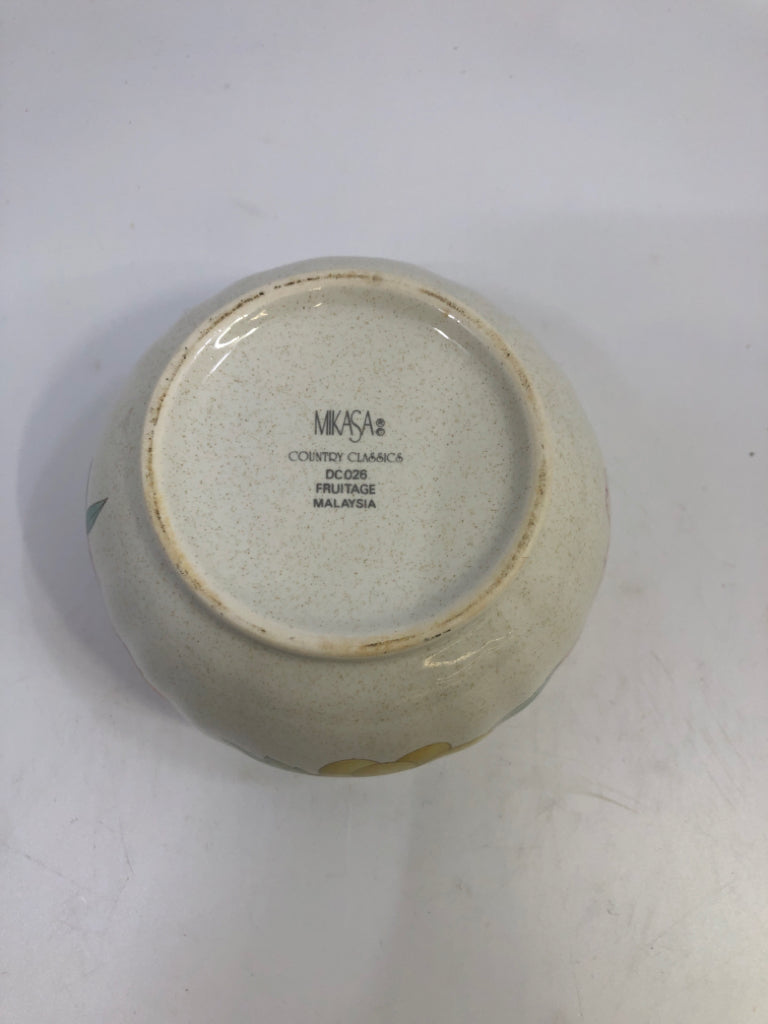 MIKASA ® ©
COUNTRY CLASSICS
DC026
FRUITAGE
MALAYSIA